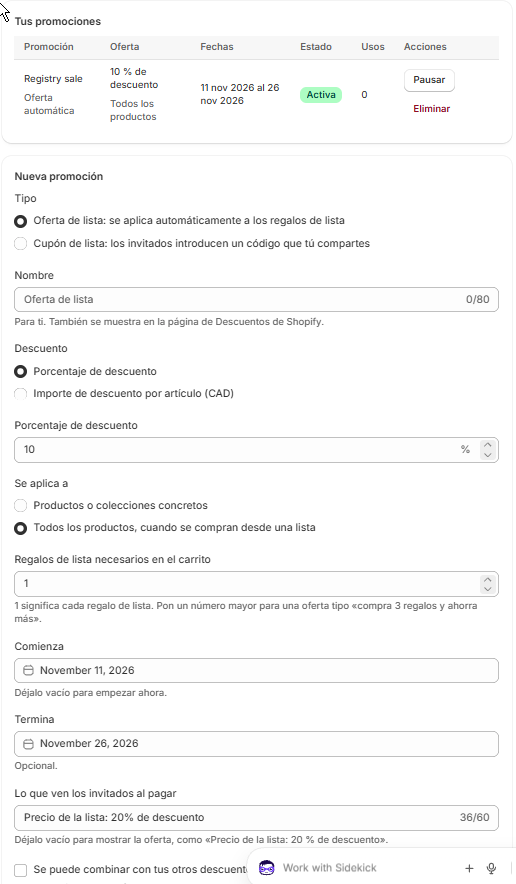 Tus promociones
Promoción Oferta Fechas Estado Usos Acciones
Registry sale
Oferta automática
10 % de descuento
Todos los productos
11 nov 2026 al 26 nov 2026
Activa
0
Pausar
Eliminar
Nueva promoción
Tipo
Oferta de lista: se aplica automáticamente a los regalos de lista
Cupón de lista: los invitados introducen un código que tú compartes
Nombre
Oferta de lista 0/80
Para ti. También se muestra en la página de Descuentos de Shopify.
Descuento
Porcentaje de descuento
Importe de descuento por artículo (CAD)
Porcentaje de descuento
10 %
Se aplica a
Productos o colecciones concretos
Todos los productos, cuando se compran desde una lista
Regalos de lista necesarios en el carrito
1
1 significa cada regalo de lista. Pon un número mayor para una oferta tipo «compra 3 regalos y ahorra
más».
Comienza
November 11, 2026
Déjalo vacío para empezar ahora.
Termina
November 26, 2026
Opcional.
Lo que ven los invitados al pagar
Precio de la lista: 20% de descuento 36/60
Déjalo vacío para mostrar la oferta, como «Precio de la lista: 20 % de descuento».
Se puede combinar con tus otros descuent
Work with Sidekick